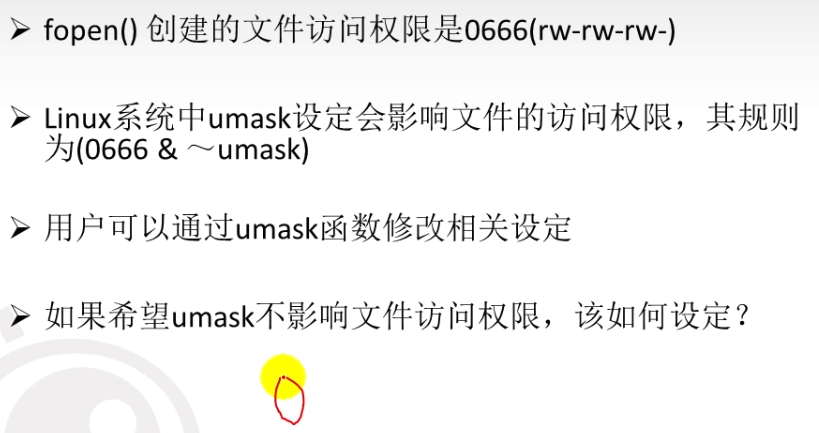 ➢ fopen() 创建的文件访问权限是0666(rw-rw-rw-)
➢ Linux系统中umask设定会影响文件的访问权限，其规则
为(0666 & ～umask)
➢ 用户可以通过umask函数修改相关设定
➢ 如果希望umask不影响文件访问权限，该如何设定？